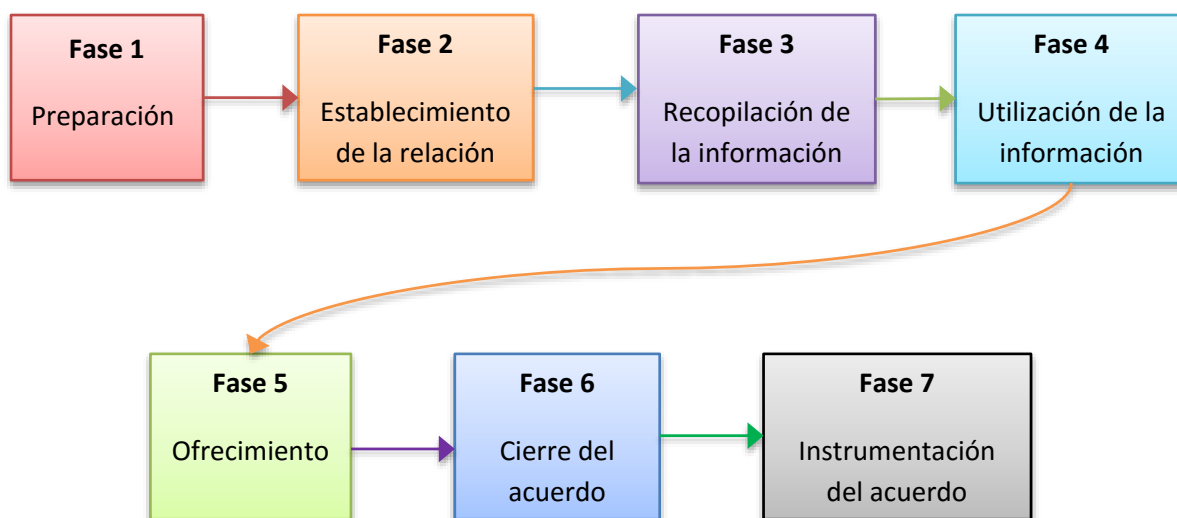 Fase 1
Preparación
Fase 2
Establecimiento
de la relación
Fase 3
Recopilación de
la información
Fase 4
Utilización de la
información
Fase 5
Ofrecimiento
Fase 6
Cierre del
acuerdo
Fase 7
Instrumentación
del acuerdo